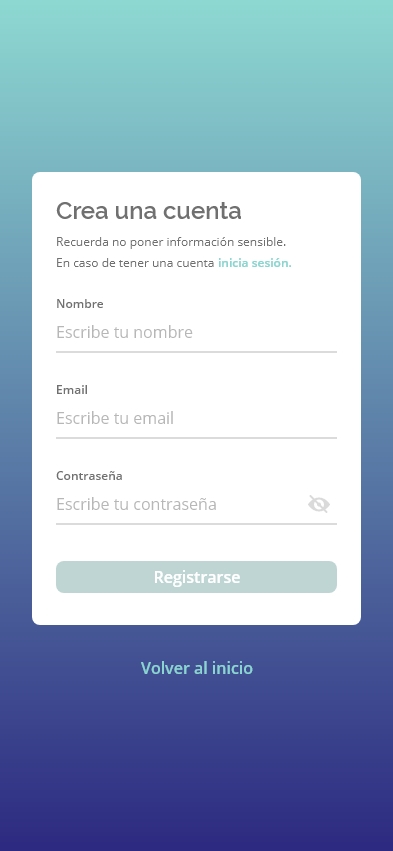 Crea una cuenta
Recuerda no poner información sensible.
En caso de tener una cuenta inicia sesión.
Nombre
Escribe tu nombre
Email
Escribe tu email
Contraseña
Escribe tu contraseña
Registrarse
Volver al inicio